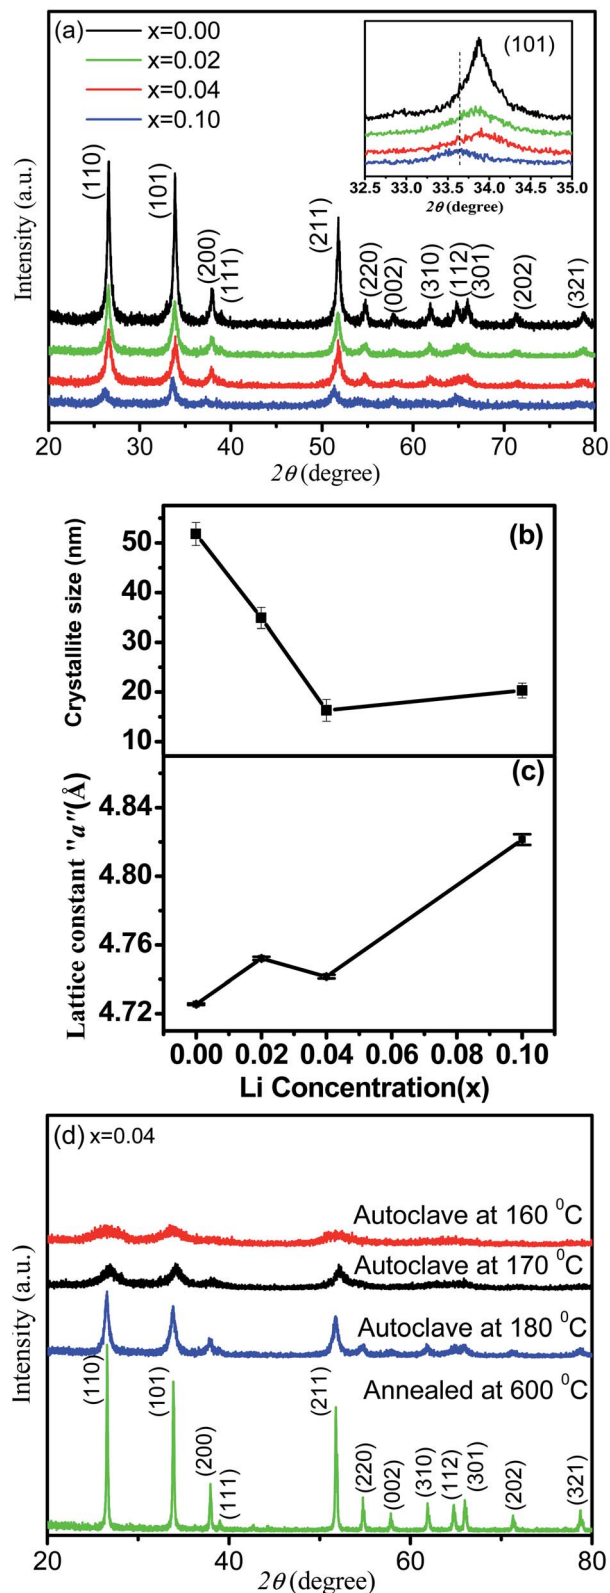 (a)
x=0.00
x=0.02
x=0.04
x=0.10
(101)
32.5 33.0 33.5 34.0 34.5 35.0
2θ (degree)
Intensity (a.u.)
(110)
(101)
(200)
(111)
(211)
(220)
(002)
(310)
(112)
(301)
(202)
(321)
20 30 40 50 60 70 80
2θ (degree)
(b)
Crystallite size (nm)
50
40
30
20
10
(c)
Lattice constant "a"(Å)
4.84
4.80
4.76
4.72
0.00 0.02 0.04 0.06 0.08 0.10
Li Concentration(x)
(d) x=0.04
Autoclave at 160 ⁰C
Autoclave at 170 ⁰C
Autoclave at 180 ⁰C
Annealed at 600 ⁰C
Intensity (a.u.)
(110)
(101)
(200)
(111)
(211)
(220)
(002)
(310)
(112)
(301)
(202)
(321)
20 40 60 80
2θ (degree)